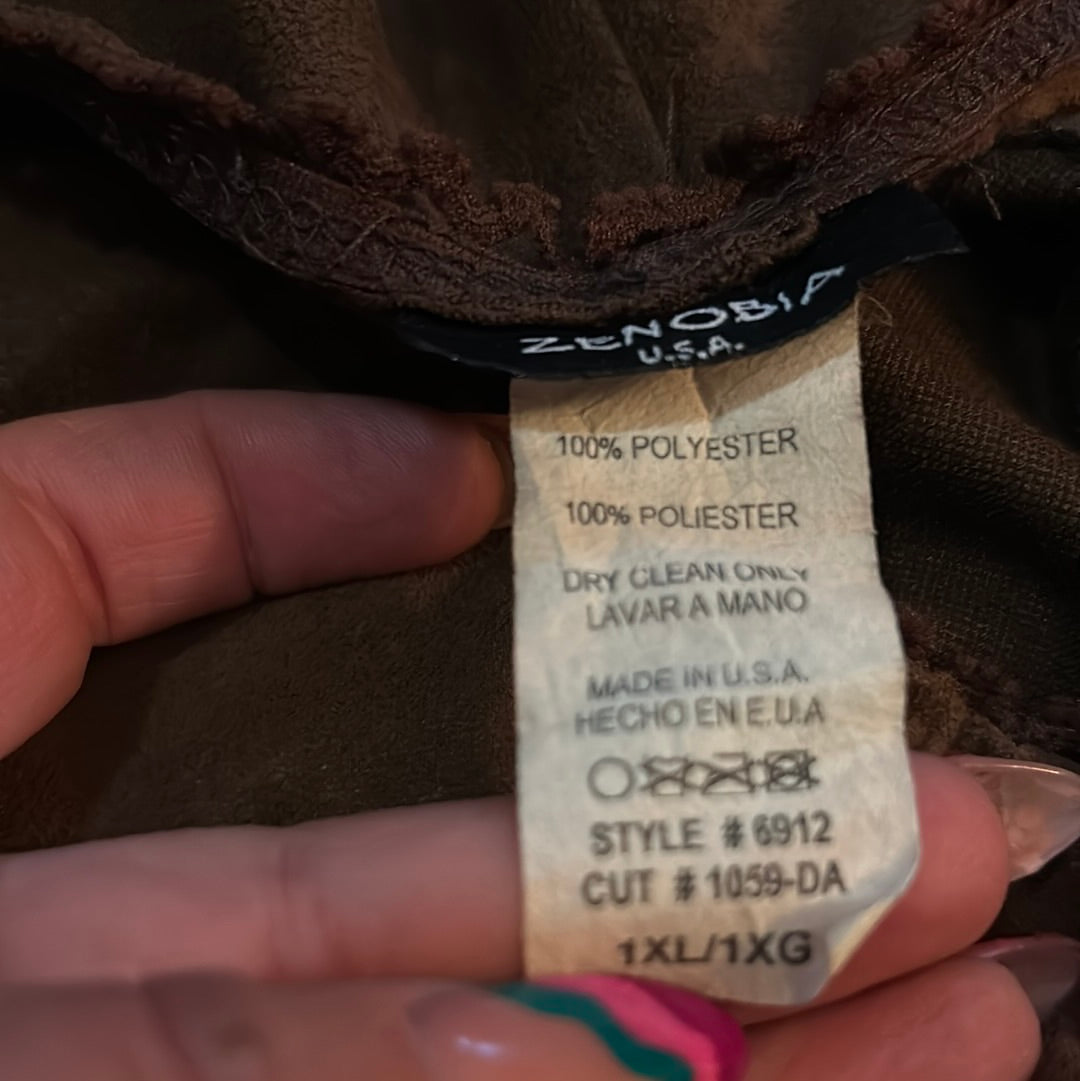 ZENOBIA
U.S.A.
100% POLYESTER
100% POLIESTER
DRY CLEAN ONLY
LAVAR A MANO
MADE IN U.S.A.
HECHO EN E.U.A
STYLE # 6912
CUT # 1059-DA
1XL/1XG